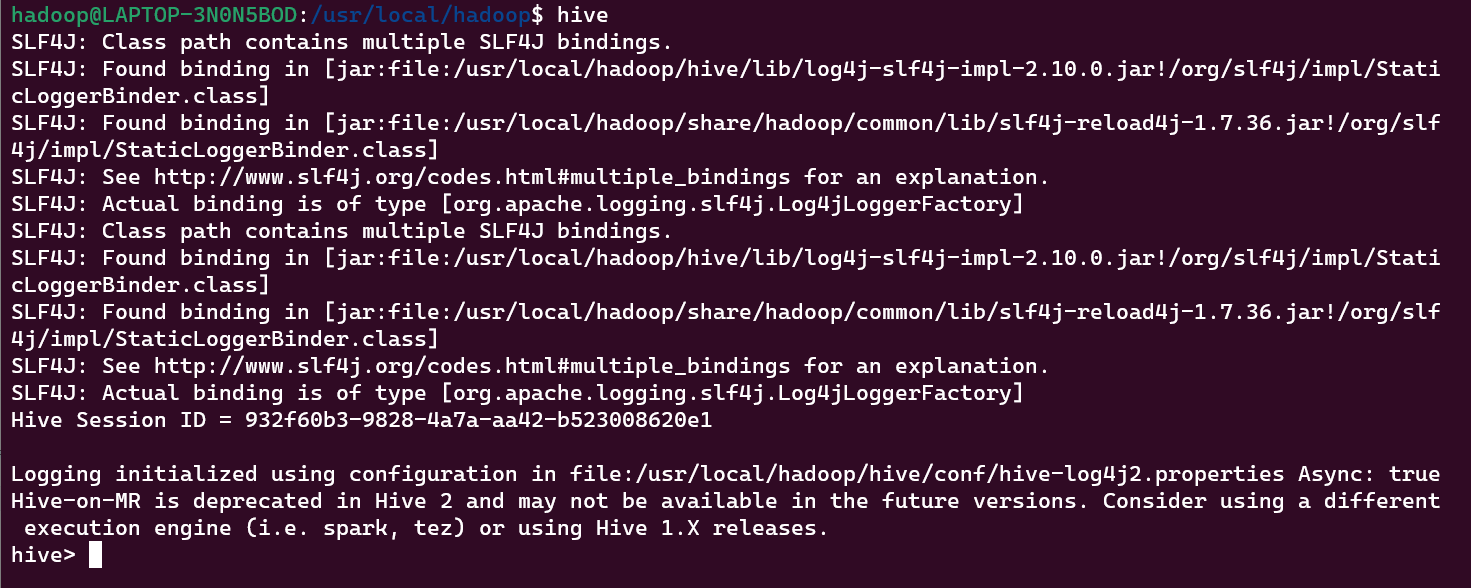 hadoop@LAPTOP-3N0N5BOD:/usr/local/hadoop$ hive
SLF4J: Class path contains multiple SLF4J bindings.
SLF4J: Found binding in [jar:file:/usr/local/hadoop/hive/lib/log4j-slf4j-impl-2.10.0.jar!/org/slf4j/impl/Stati
cLoggerBinder.class]
SLF4J: Found binding in [jar:file:/usr/local/hadoop/share/hadoop/common/lib/slf4j-reload4j-1.7.36.jar!/org/slf
4j/impl/StaticLoggerBinder.class]
SLF4J: See http://www.slf4j.org/codes.html#multiple_bindings for an explanation.
SLF4J: Actual binding is of type [org.apache.logging.slf4j.Log4jLoggerFactory]
SLF4J: Class path contains multiple SLF4J bindings.
SLF4J: Found binding in [jar:file:/usr/local/hadoop/hive/lib/log4j-slf4j-impl-2.10.0.jar!/org/slf4j/impl/Stati
cLoggerBinder.class]
SLF4J: Found binding in [jar:file:/usr/local/hadoop/share/hadoop/common/lib/slf4j-reload4j-1.7.36.jar!/org/slf
4j/impl/StaticLoggerBinder.class]
SLF4J: See http://www.slf4j.org/codes.html#multiple_bindings for an explanation.
SLF4J: Actual binding is of type [org.apache.logging.slf4j.Log4jLoggerFactory]
Hive Session ID = 932f60b3-9828-4a7a-aa42-b523008620e1
Logging initialized using configuration in file:/usr/local/hadoop/hive/conf/hive-log4j2.properties Async: true
Hive-on-MR is deprecated in Hive 2 and may not be available in the future versions. Consider using a different
 execution engine (i.e. spark, tez) or using Hive 1.X releases.
hive>